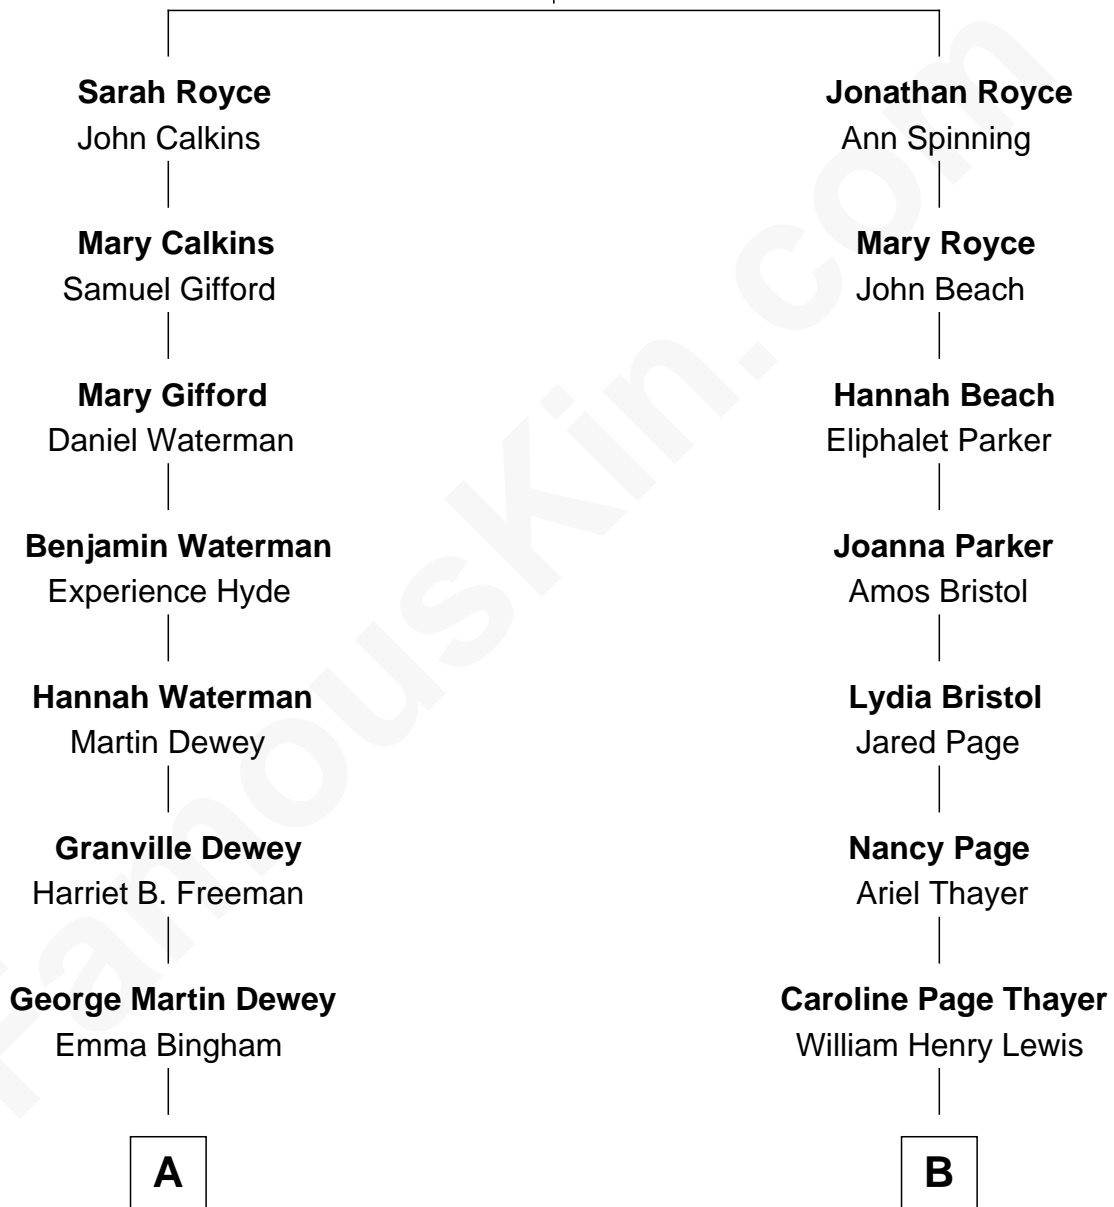 Sarah Royce
John Calkins
Mary Calkins
Samuel Gifford
Mary Gifford
Daniel Waterman
Benjamin Waterman
Experience Hyde
Hannah Waterman
Martin Dewey
Granville Dewey
Harriet B. Freeman
George Martin Dewey
Emma Bingham
A
Jonathan Royce
Ann Spinning
Mary Royce
John Beach
Hannah Beach
Eliphalet Parker
Joanna Parker
Amos Bristol
Lydia Bristol
Jared Page
Nancy Page
Ariel Thayer
Caroline Page Thayer
William Henry Lewis
B
FamousKin.com